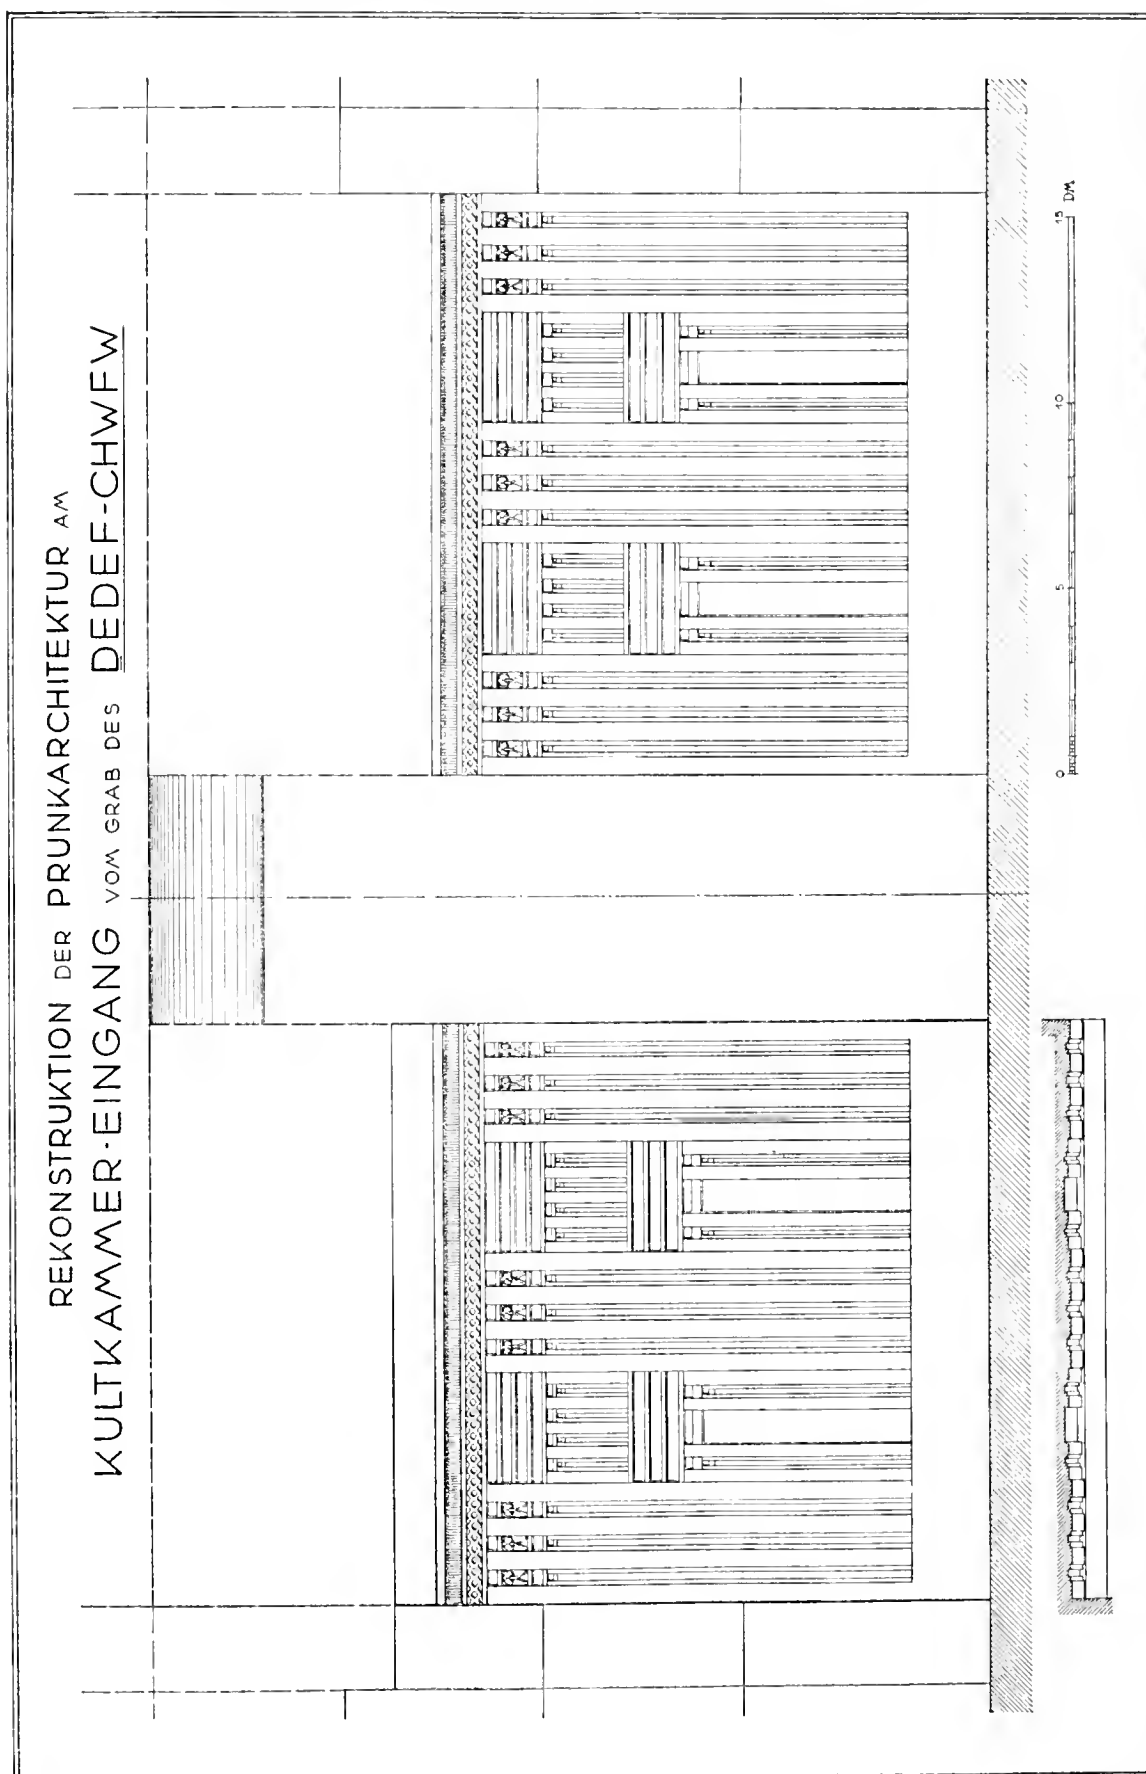 REKONSTRUKTION DER PRUNKARCHITEKTUR AM
KULTKAMMER-EINGANG VOM GRAB DES DEDEF-CHWFW
0 5 10 15 DM.